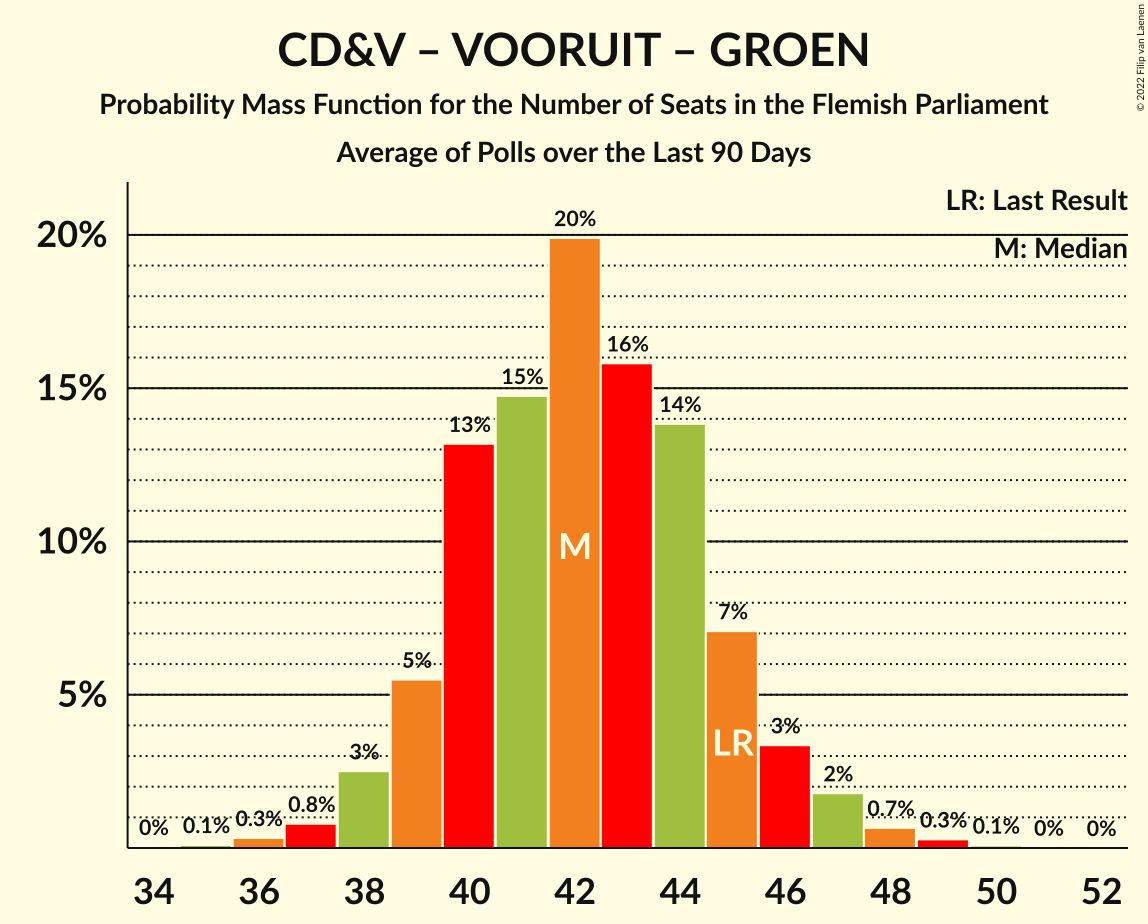 CD&V – VOORUIT – GROEN
Probability Mass Function for the Number of Seats in the Flemish Parliament
Average of Polls over the Last 90 Days
© 2022 Filip van Laenen
LR: Last Result
M: Median
20%
15%
10%
5%
0%
0.1%
0.3%
0.8%
3%
5%
13%
15%
20%
16%
14%
7%
3%
2%
0.7%
0.3%
0.1%
0%
0%
M
LR
34 36 38 40 42 44 46 48 50 52